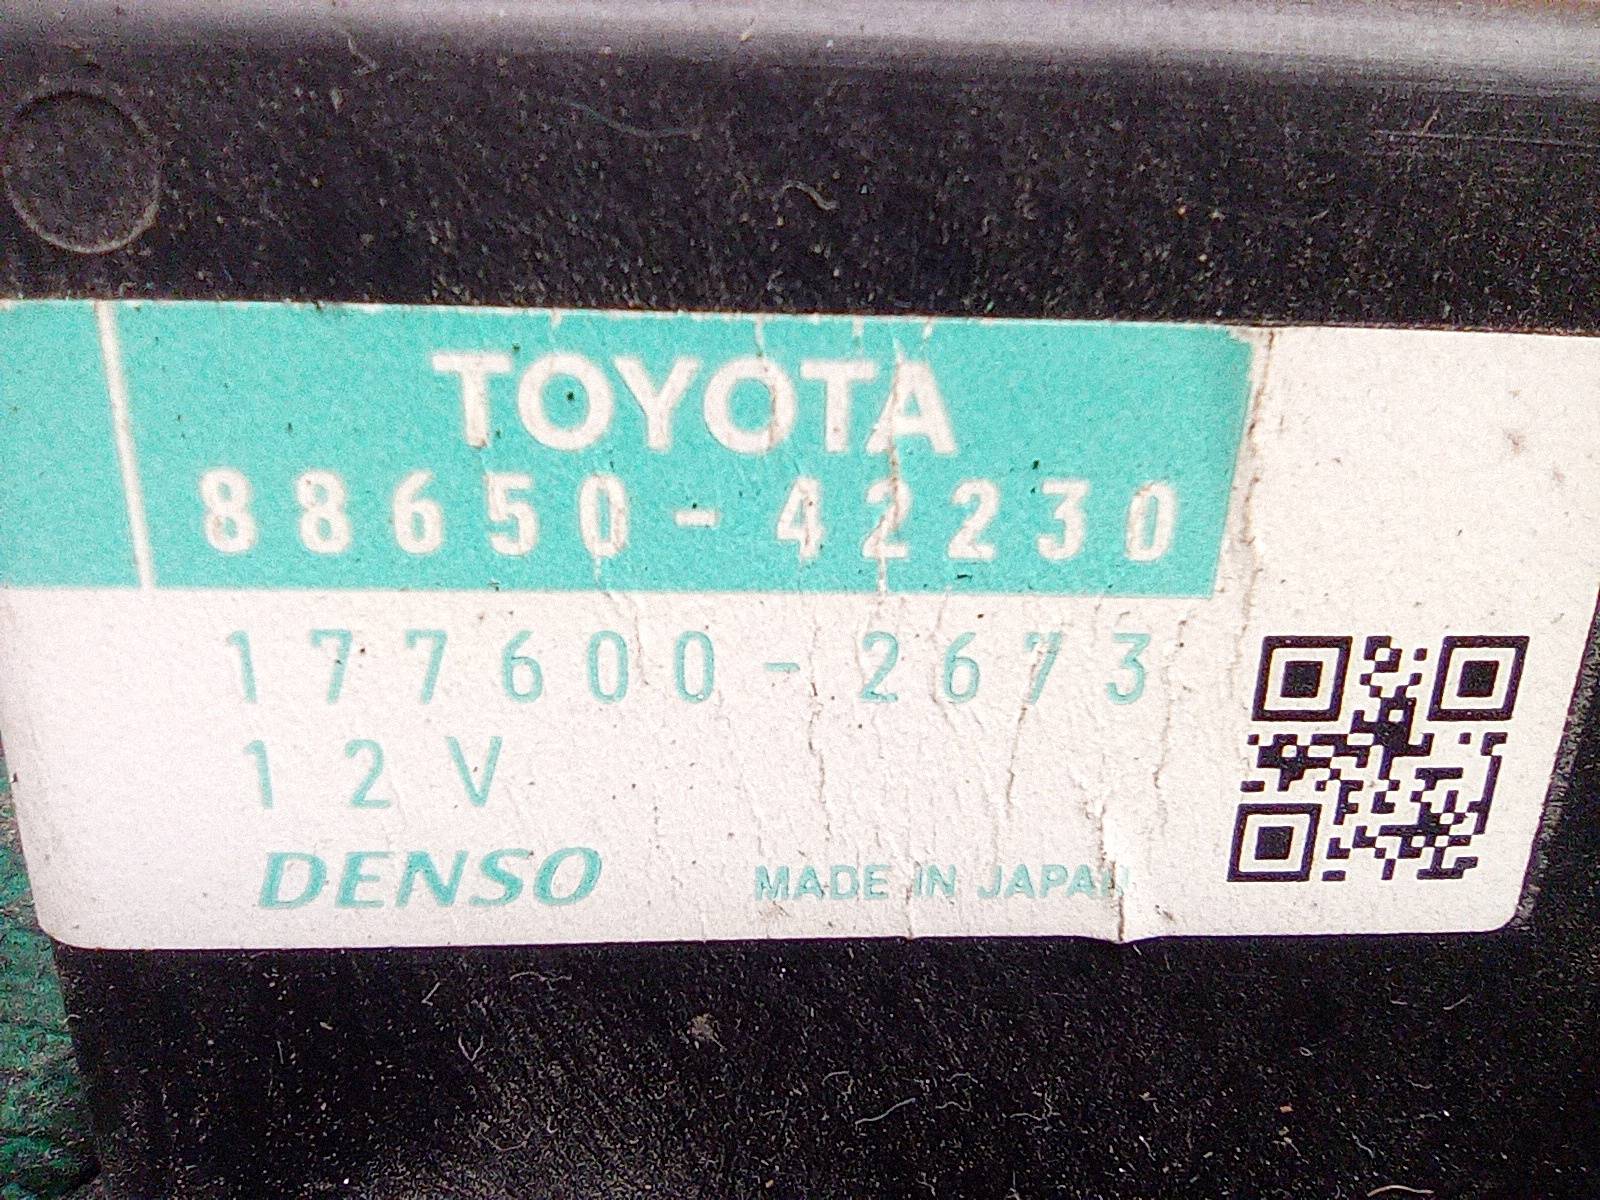 TOYOTA
88650-42230
177600-2673
12V
DENSO
MADE IN JAPAN